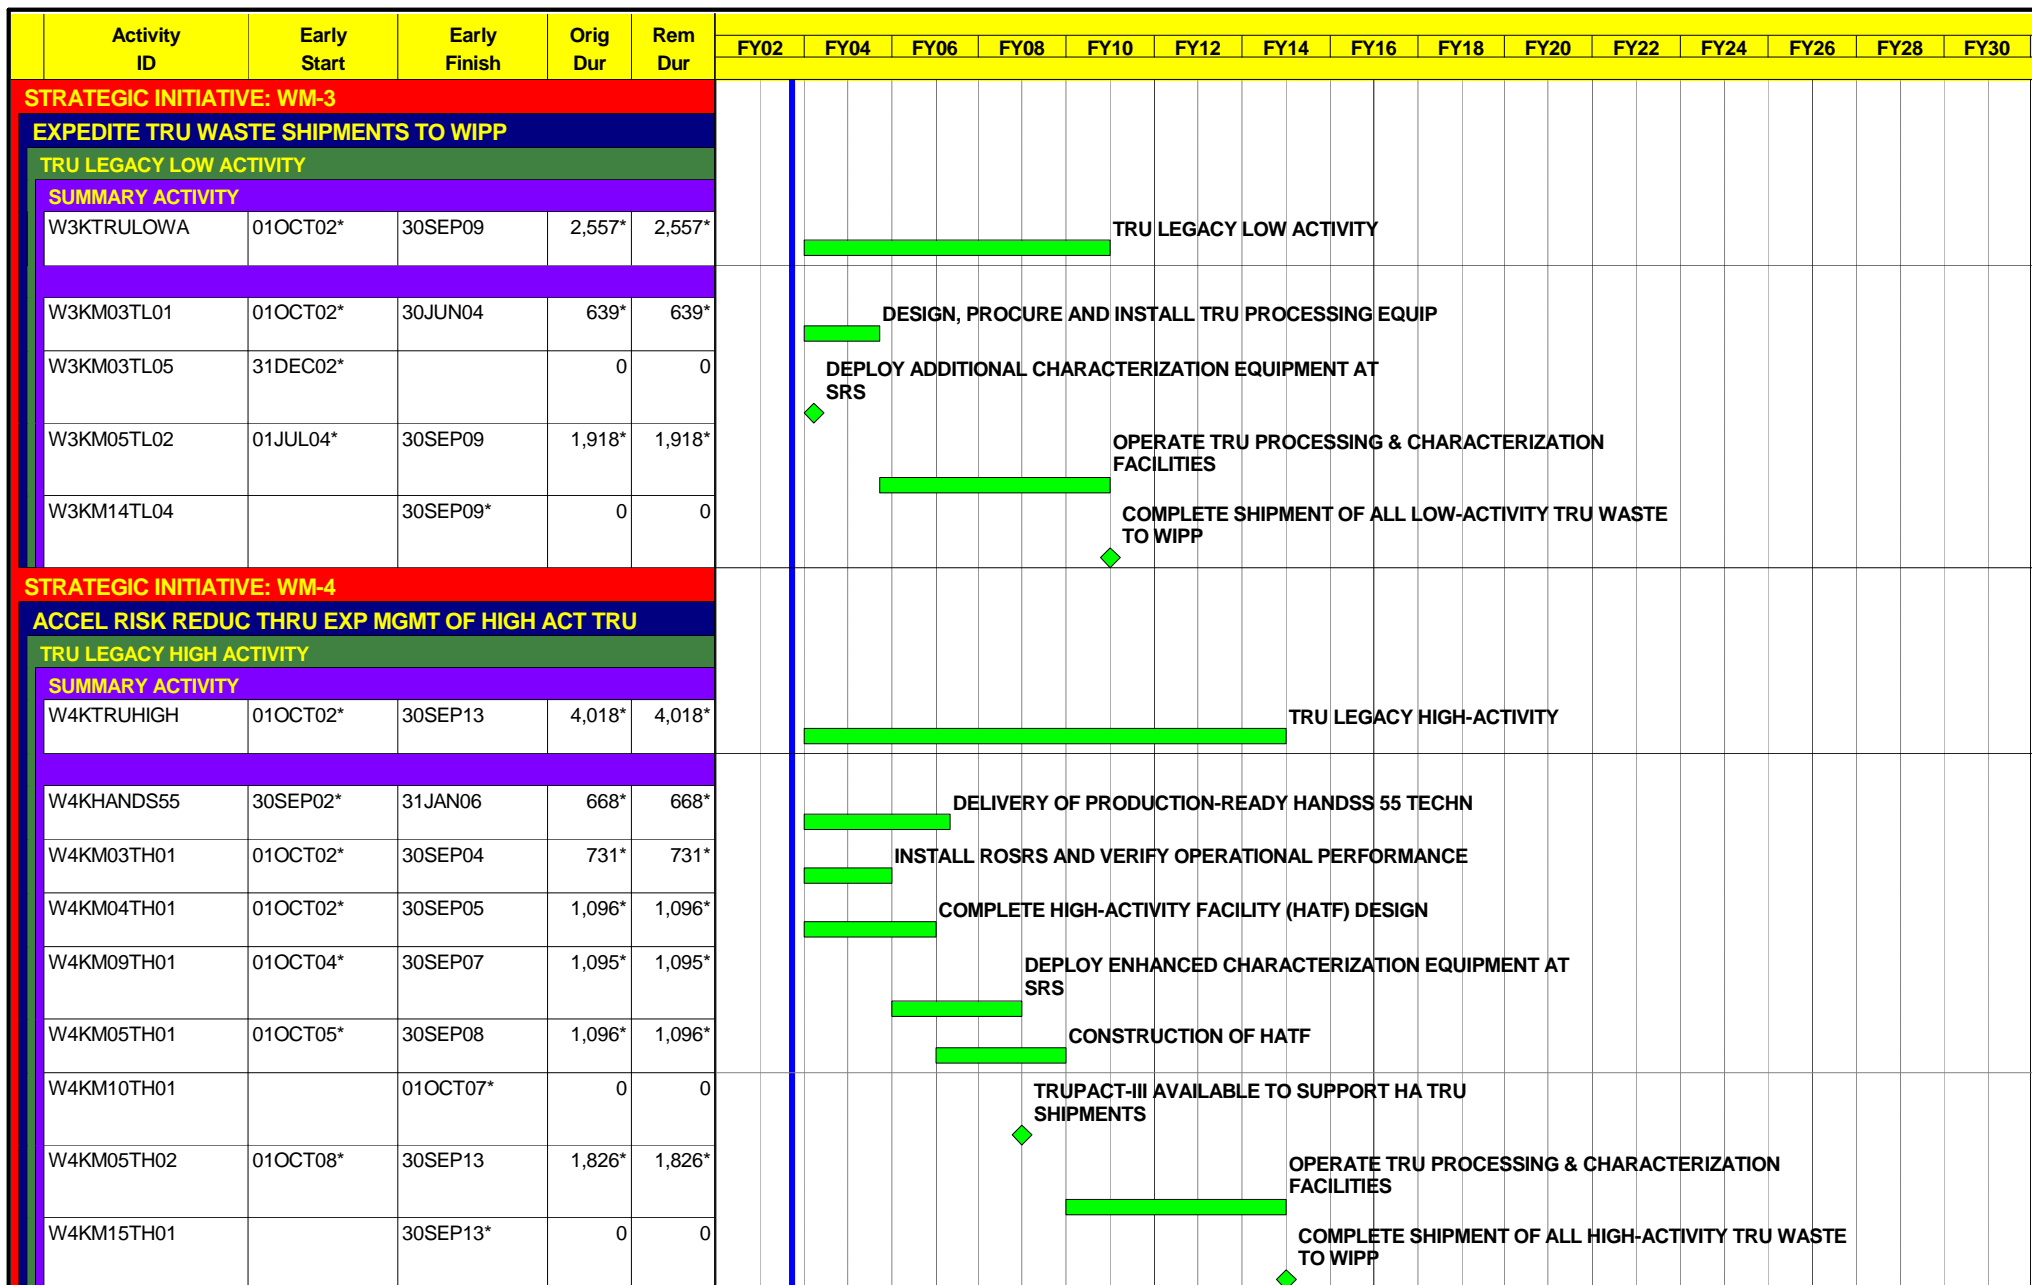 Activity ID Early Start Early Finish Orig Dur Rem Dur FY02 FY04 FY06 FY08 FY10 FY12 FY14 FY16 FY18 FY20 FY22 FY24 FY26 FY28 FY30
STRATEGIC INITIATIVE: WM-3
EXPEDITE TRU WASTE SHIPMENTS TO WIPP
TRU LEGACY LOW ACTIVITY
SUMMARY ACTIVITY
W3KTRULOWA 01OCT02* 30SEP09 2,557* 2,557* TRU LEGACY LOW ACTIVITY
W3KM03TL01 01OCT02* 30JUN04 639* 639* DESIGN, PROCURE AND INSTALL TRU PROCESSING EQUIP
W3KM03TL05 31DEC02* 0 0 DEPLOY ADDITIONAL CHARACTERIZATION EQUIPMENT AT
SRS
W3KM05TL02 01JUL04* 30SEP09 1,918* 1,918* OPERATE TRU PROCESSING & CHARACTERIZATION
FACILITIES
W3KM14TL04 30SEP09* 0 0 COMPLETE SHIPMENT OF ALL LOW-ACTIVITY TRU WASTE
TO WIPP
STRATEGIC INITIATIVE: WM-4
ACCEL RISK REDUC THRU EXP MGMT OF HIGH ACT TRU
TRU LEGACY HIGH ACTIVITY
SUMMARY ACTIVITY
W4KTRUHIGH 01OCT02* 30SEP13 4,018* 4,018* TRU LEGACY HIGH-ACTIVITY
W4KHANDS55 30SEP02* 31JAN06 668* 668* DELIVERY OF PRODUCTION-READY HANDSS 55 TECHN
W4KM03TH01 01OCT02* 30SEP04 731* 731* INSTALL ROSRS AND VERIFY OPERATIONAL PERFORMANCE
W4KM04TH01 01OCT02* 30SEP05 1,096* 1,096* COMPLETE HIGH-ACTIVITY FACILITY (HATF) DESIGN
W4KM09TH01 01OCT04* 30SEP07 1,095* 1,095* DEPLOY ENHANCED CHARACTERIZATION EQUIPMENT AT
SRS
W4KM05TH01 01OCT05* 30SEP08 1,096* 1,096* CONSTRUCTION OF HATF
W4KM10TH01 01OCT07* 0 0 TRUPACT-III AVAILABLE TO SUPPORT HA TRU
SHIPMENTS
W4KM05TH02 01OCT08* 30SEP13 1,826* 1,826* OPERATE TRU PROCESSING & CHARACTERIZATION
FACILITIES
W4KM15TH01 30SEP13* 0 0 COMPLETE SHIPMENT OF ALL HIGH-ACTIVITY TRU WASTE
TO WIPP